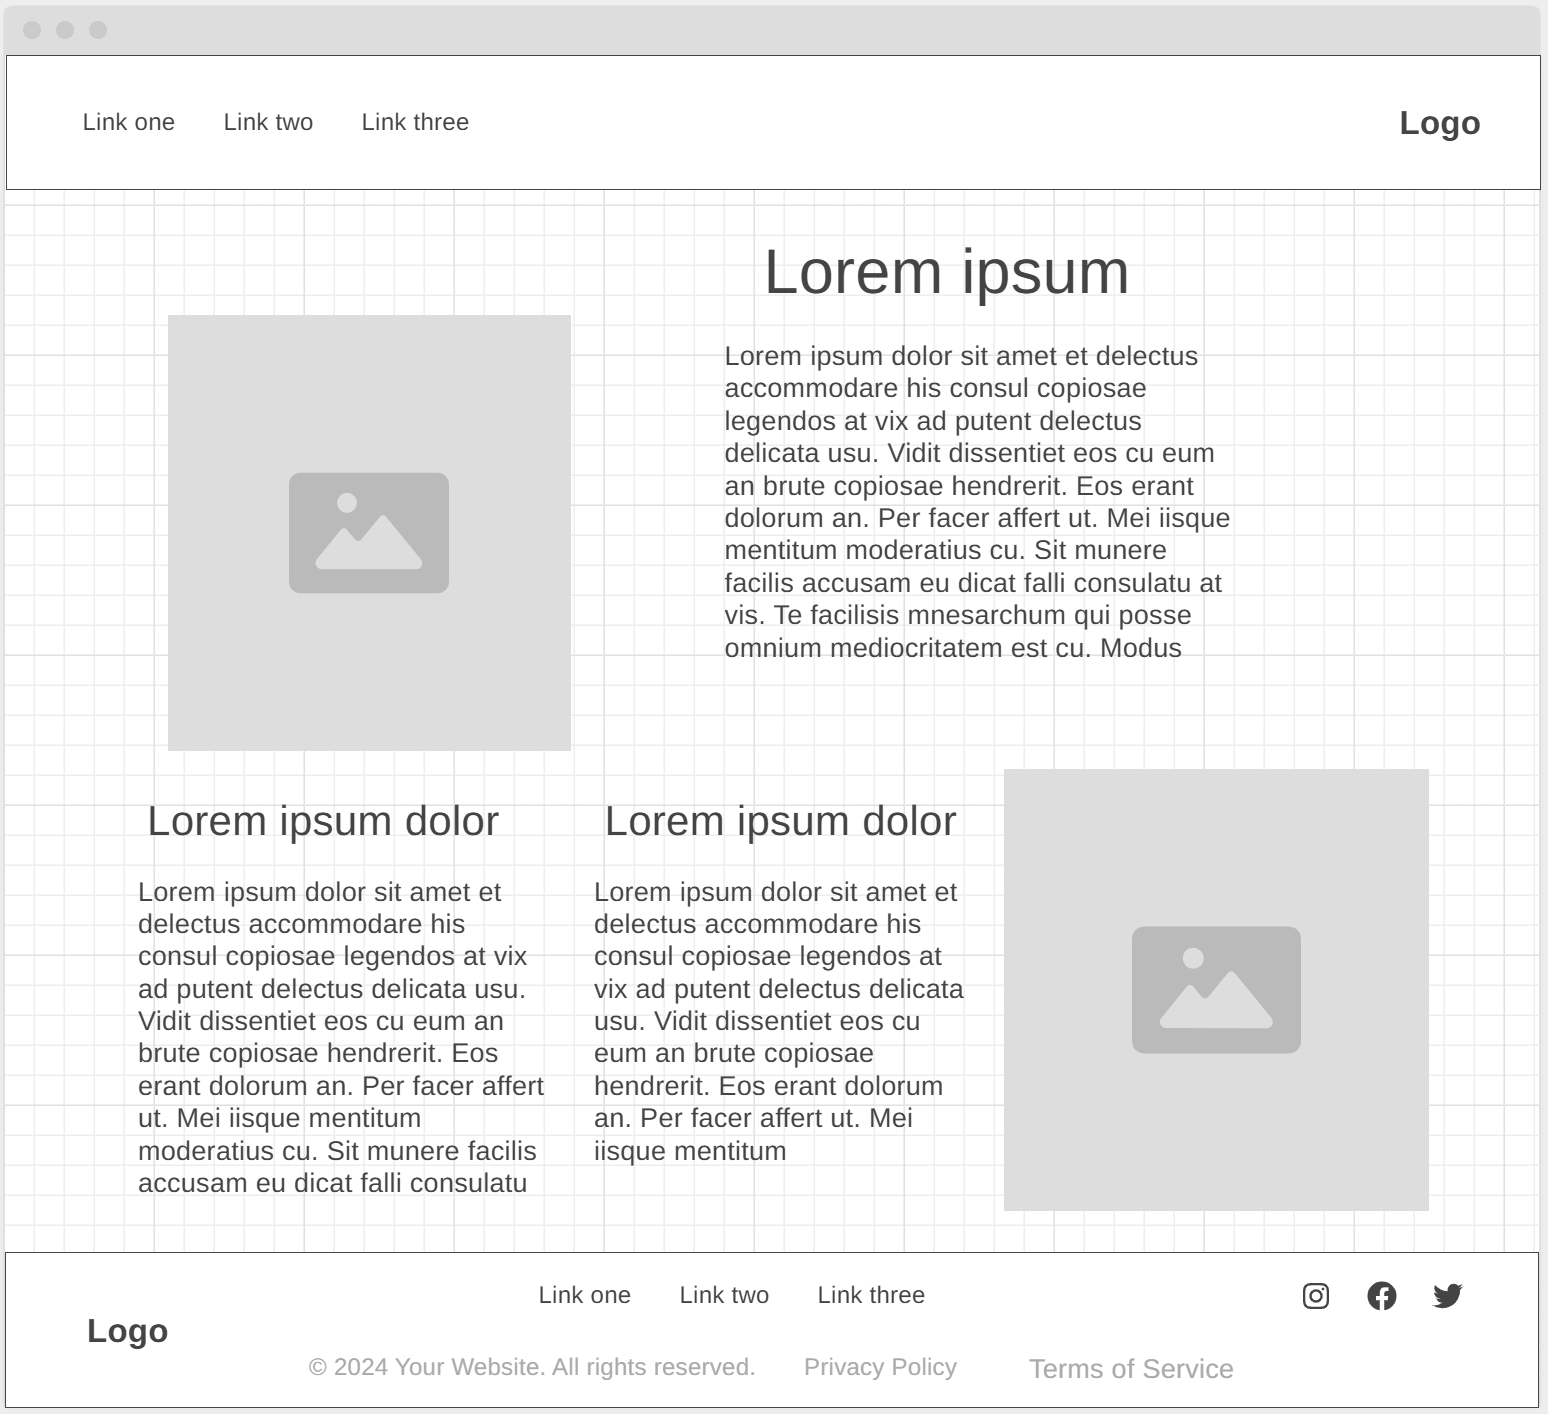 Link one Link two Link three Logo
Lorem ipsum
Lorem ipsum dolor sit amet et delectus
accommodare his consul copiosae
legendos at vix ad putent delectus
delicata usu. Vidit dissentiet eos cu eum
an brute copiosae hendrerit. Eos erant
dolorum an. Per facer affert ut. Mei iisque
mentitum moderatius cu. Sit munere
facilis accusam eu dicat falli consulatu at
vis. Te facilisis mnesarchum qui posse
omnium mediocritatem est cu. Modus
Lorem ipsum dolor
Lorem ipsum dolor sit amet et
delectus accommodare his
consul copiosae legendos at vix
ad putent delectus delicata usu.
Vidit dissentiet eos cu eum an
brute copiosae hendrerit. Eos
erant dolorum an. Per facer affert
ut. Mei iisque mentitum
moderatius cu. Sit munere facilis
accusam eu dicat falli consulatu
Lorem ipsum dolor
Lorem ipsum dolor sit amet et
delectus accommodare his
consul copiosae legendos at
vix ad putent delectus delicata
usu. Vidit dissentiet eos cu
eum an brute copiosae
hendrerit. Eos erant dolorum
an. Per facer affert ut. Mei
iisque mentitum
Link one Link two Link three
Logo
© 2024 Your Website. All rights reserved. Privacy Policy Terms of Service